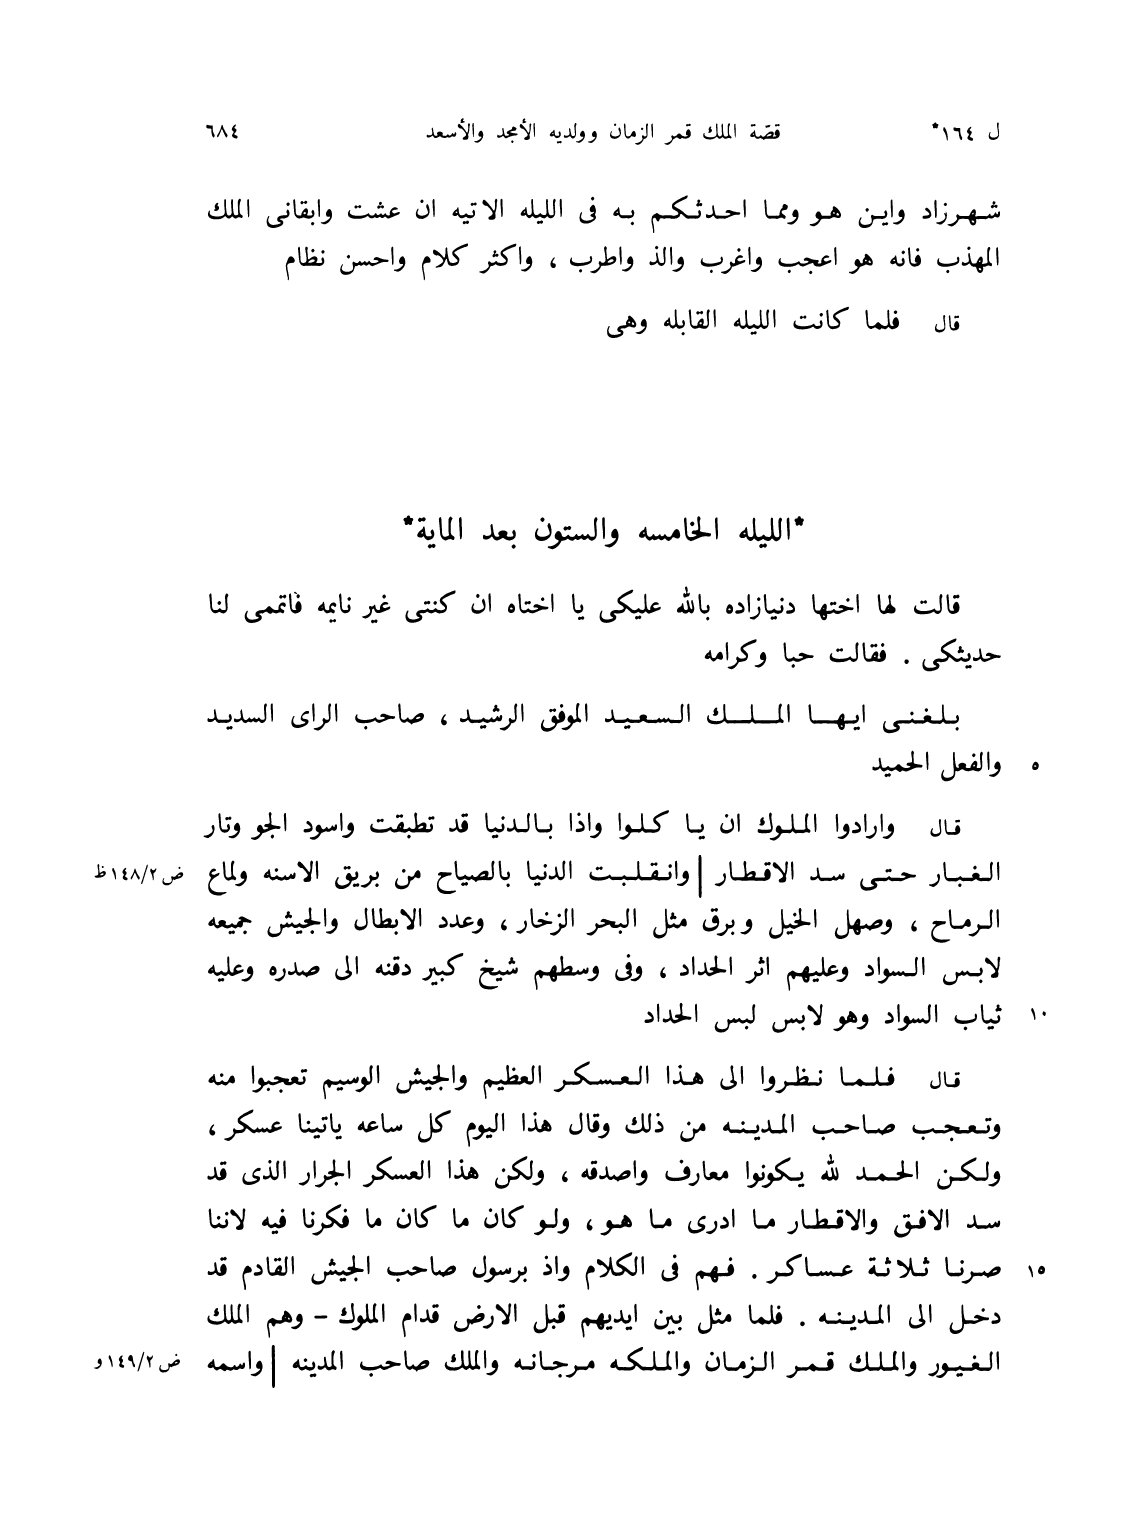 ل ١٦٤* قصّة الملك قمر الزمان وولديه الأمجد والأسعد ٦٨٤
شهرزاد واين هو ومما احدثكم به فى الليله الاتيه ان عشت وابقانى الملك
المهذب فانه هو اعجب واغرب والذ واطرب ، واكثر كلام واحسن نظام
قال فلما كانت الليله القابله وهى
*الليله الخامسه والستون بعد الماية*
قالت لها اختها دنيازاده بالله عليكى يا اختاه ان كنتى غير نايمه فاتممى لنا
حديثكى . فقالت حبا وكرامه
بلغنى ايها الملك السعيد الموفق الرشيد ، صاحب الراى السديد
والفعل الحميد ٥
قال وارادوا الملوك ان يا كلوا واذا بالدنيا قد تطبقت واسود الجو وتار
الغبار حتى سد الاقطار | وانقلبت الدنيا بالصياح من بريق الاسنه ولماع ض ١٤٨/٢ظ
الرماح ، وصهل الخيل وبرق مثل البحر الزخار ، وعدد الابطال والجيش جميعه
لابس السواد وعليهم اثر الحداد ، وفى وسطهم شيخ كبير دقنه الى صدره وعليه
ثياب السواد وهو لابس لبس الحداد ١٠
قال فلما نظروا الى هذا العسكر العظيم والجيش الوسيم تعجبوا منه
وتعجب صاحب المدينه من ذلك وقال هذا اليوم كل ساعه ياتينا عسكر ،
ولكن الحمد لله يكونوا معارف واصدقه ، ولكن هذا العسكر الجرار الذى قد
سد الافق والاقطار ما ادرى ما هو ، ولو كان ما كان ما فكرنا فيه لاننا
صرنا ثلاثة عساكر . فهم فى الكلام واذ برسول صاحب الجيش القادم قد ١٥
دخل الى المدينه . فلما مثل بين ايديهم قبل الارض قدام الملوك – وهم الملك
الغيور والملك قمر الزمان والملكه مرجانه والملك صاحب المدينه | واسمه ض ١٤٩/٢ و